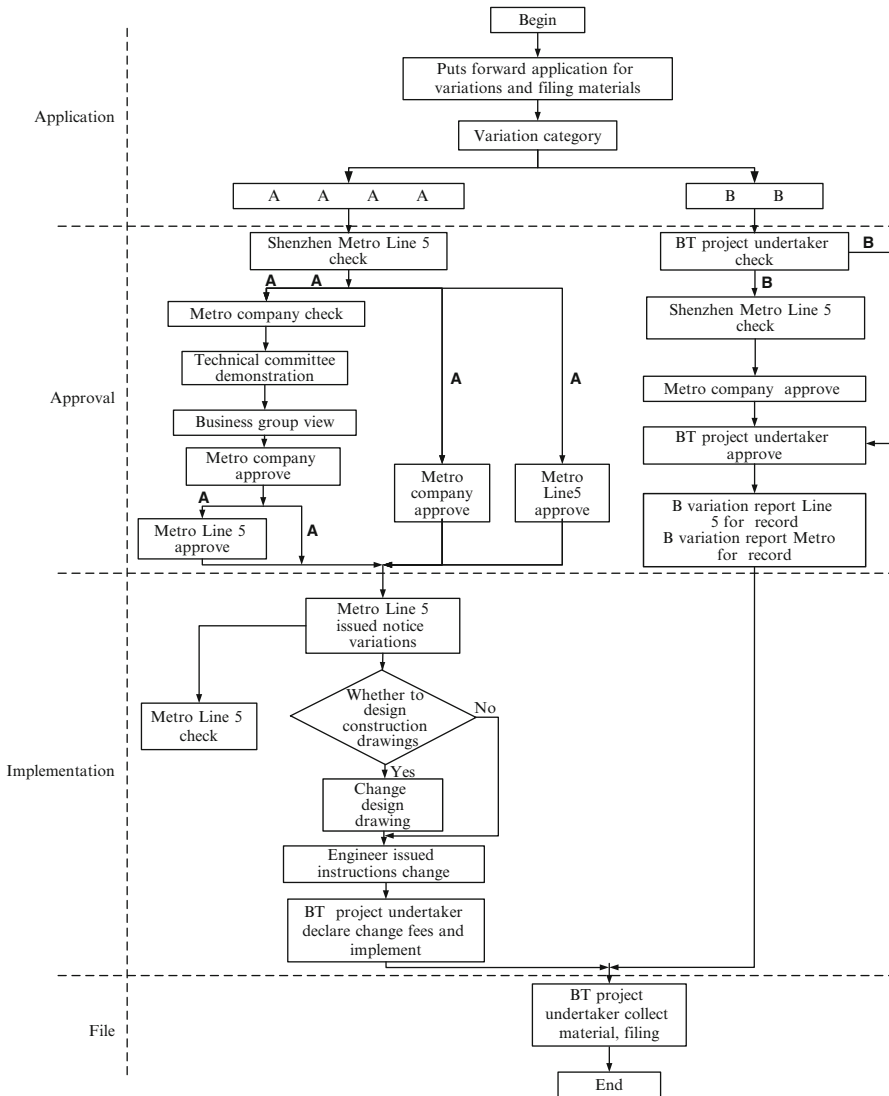 Begin
Puts forward application for
variations and filing materials
Application
Variation category
A A A A
B B
Shenzhen Metro Line 5
check
BT project undertaker
check
B
A A
B
Metro company check
Shenzhen Metro Line 5
check
Technical committee
demonstration
A
A
Approval
Metro company approve
Business group view
BT project undertaker
approve
Metro company
approve
Metro
company
approve
Metro
Line5
approve
A
Metro Line 5
approve
A
B variation report Line
5 for record
B variation report Metro
for record
Metro Line 5
issued notice
variations
Whether to
design
construction
drawings
No
Metro Line 5
check
Implementation
Yes
Change
design
drawing
Engineer issued
instructions change
BT project undertaker
declare change fees and
implement
File
BT project
undertaker collect
material, filing
End